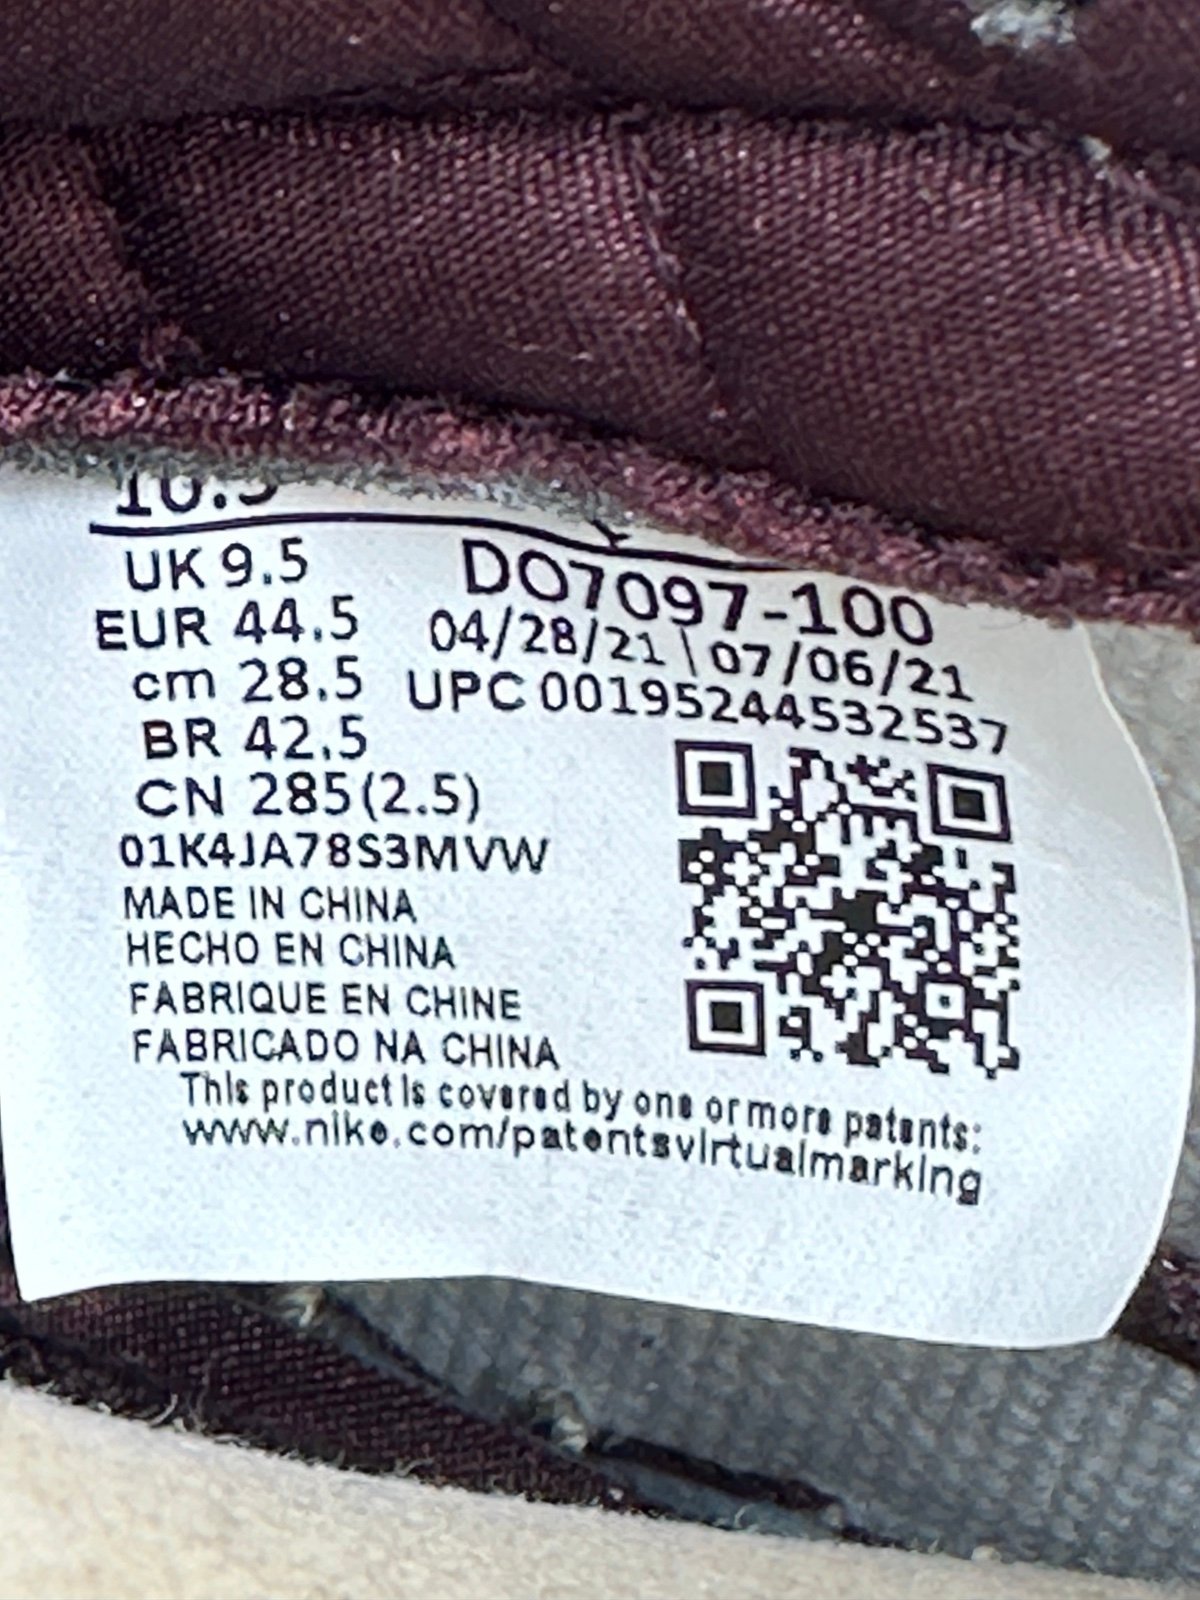 10.5
UK 9.5
EUR 44.5
cm 28.5
BR 42.5
CN 285(2.5)
DO7097-100
04/28/21\07/06/21
UPC 00195244532537
01K4JA78S3MVW
MADE IN CHINA
HECHO EN CHINA
FABRIQUE EN CHINE
FABRICADO NA CHINA
This product is covered by one or more patents:
www.nike.com/patentsvirtualmarking